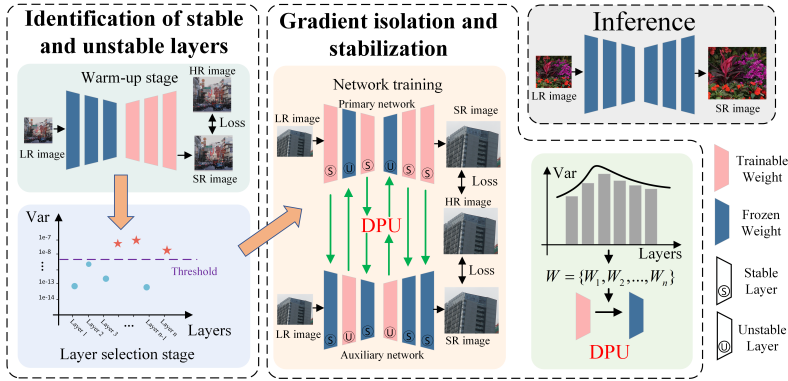 Identification of stable
and unstable layers
Warm-up stage
HR image
Loss
LR image
SR image
Var
1e-7
1e-8
Threshold
1e-13
1e-14
Layer 1
Layer 2
Layer 3
...
Layer n-1
Layer n
Layers
Layer selection stage
Gradient isolation and
stabilization
Network training
Primary network
LR image
SR image
S
U
S
U
S
S
Loss
DPU
HR image
Loss
LR image
SR image
S
U
S
U
S
S
Auxiliary network
Inference
LR image
SR image
Var
Layers
W = {W1, W2, ..., Wn}
DPU
Trainable
Weight
Frozen
Weight
S
Stable
Layer
U
Unstable
Layer